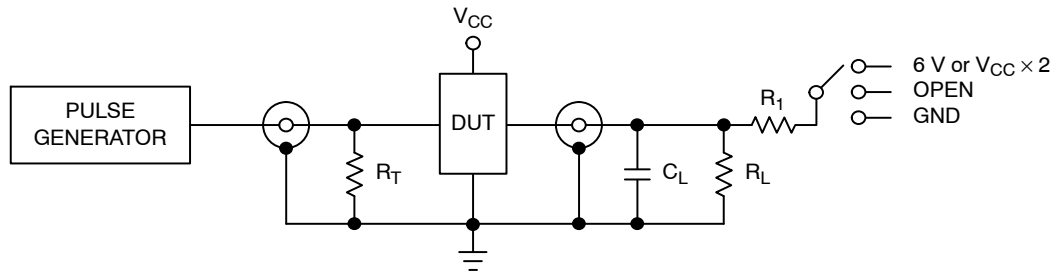 V_CC
6 V or V_CC × 2
OPEN
GND
PULSE
GENERATOR
DUT
R_1
R_T
C_L
R_L